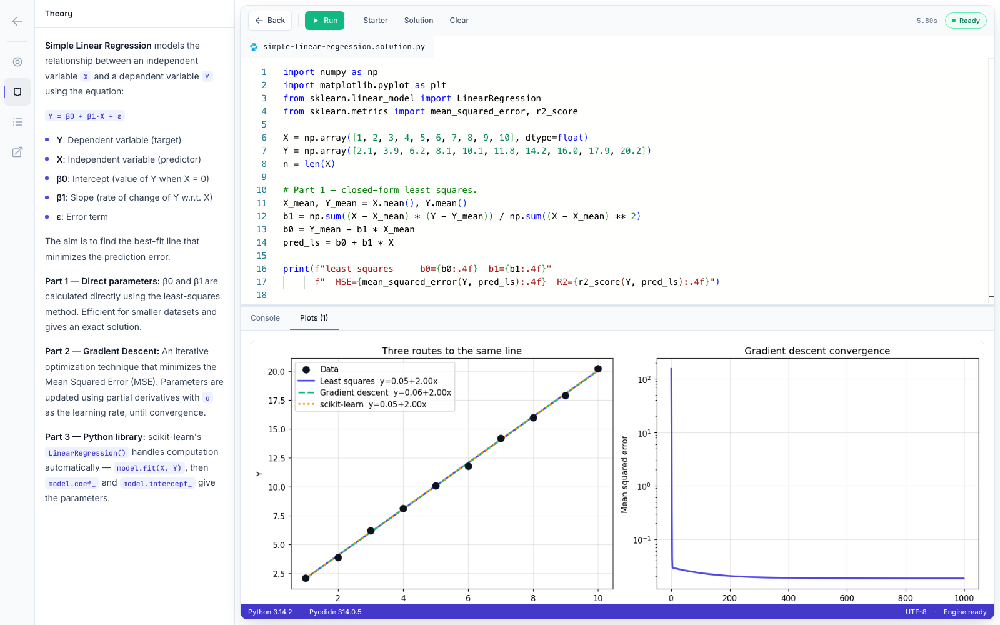 Theory
Simple Linear Regression models the
relationship between an independent
variable X and a dependent variable Y
using the equation:
Y = β0 + β1·X + ε
Y: Dependent variable (target)
X: Independent variable (predictor)
β0: Intercept (value of Y when X = 0)
β1: Slope (rate of change of Y w.r.t. X)
ε: Error term
The aim is to find the best-fit line that
minimizes the prediction error.
Part 1 — Direct parameters: β0 and β1 are
calculated directly using the least-squares
method. Efficient for smaller datasets and
gives an exact solution.
Part 2 — Gradient Descent: An iterative
optimization technique that minimizes the
Mean Squared Error (MSE). Parameters are
updated using partial derivatives with α
as the learning rate, until convergence.
Part 3 — Python library: scikit-learn's
LinearRegression() handles computation
automatically — model.fit(X, Y), then
model.coef_ and model.intercept_ give
the parameters.
Back Run Starter Solution Clear 5.80s Ready
simple-linear-regression.solution.py
1 import numpy as np
2 import matplotlib.pyplot as plt
3 from sklearn.linear_model import LinearRegression
4 from sklearn.metrics import mean_squared_error, r2_score
5
6 X = np.array([1, 2, 3, 4, 5, 6, 7, 8, 9, 10], dtype=float)
7 Y = np.array([2.1, 3.9, 6.2, 8.1, 10.1, 11.8, 14.2, 16.0, 17.9, 20.2])
8 n = len(X)
9
10 # Part 1 — closed-form least squares.
11 X_mean, Y_mean = X.mean(), Y.mean()
12 b1 = np.sum((X - X_mean) * (Y - Y_mean)) / np.sum((X - X_mean) ** 2)
13 b0 = Y_mean - b1 * X_mean
14 pred_ls = b0 + b1 * X
15
16 print(f"least squares     b0={b0:.4f}  b1={b1:.4f}"
17       f"  MSE={mean_squared_error(Y, pred_ls):.4f}  R2={r2_score(Y, pred_ls):.4f}")
18
Console Plots (1)
Three routes to the same line
Data
Least squares y=0.05+2.00x
Gradient descent y=0.06+2.00x
scikit-learn y=0.05+2.00x
Y
20.0
17.5
15.0
12.5
10.0
7.5
5.0
2.5
2 4 6 8 10
Gradient descent convergence
Mean squared error
10²
10¹
10⁰
10⁻¹
0 200 400 600 800 1000
Python 3.14.2 · Pyodide 314.0.5 UTF-8 · Engine ready